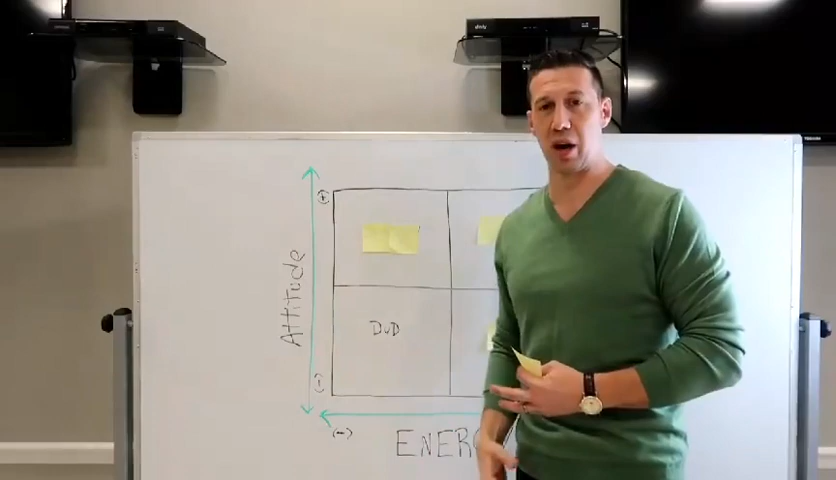 (+)
Attitude
DUD
(-)
(-)
ENER